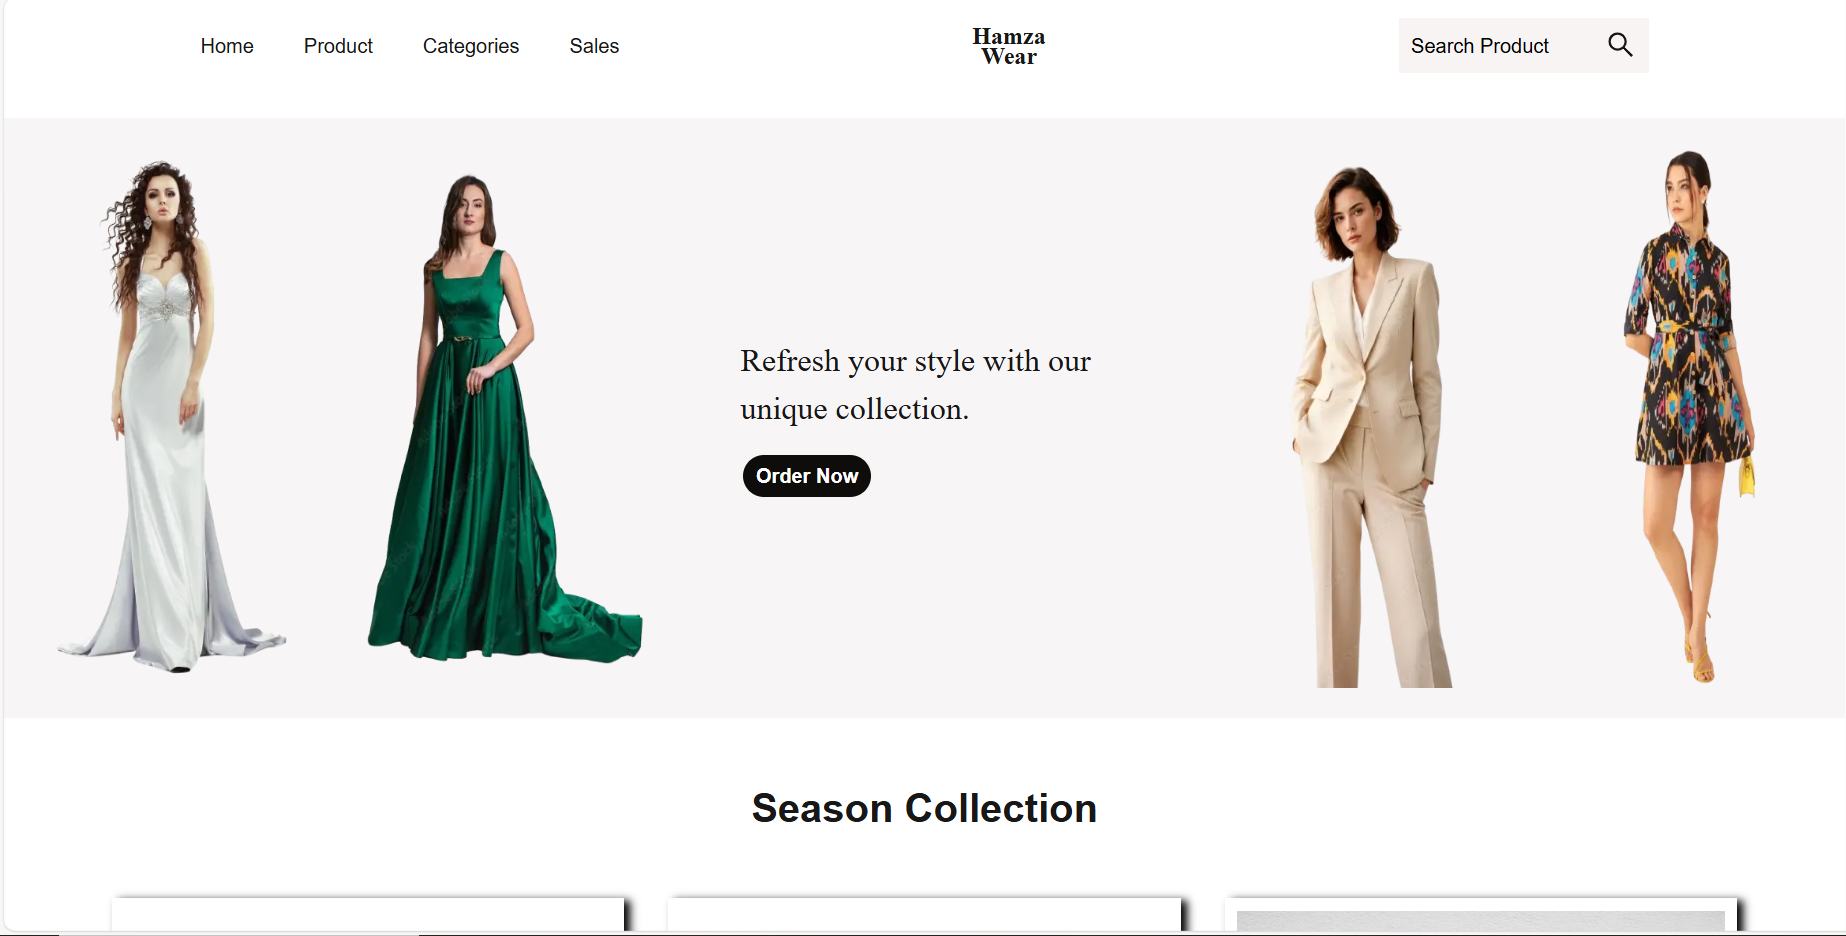 Home
Product
Categories
Sales
Hamza
Wear
Search Product
Refresh your style with our
unique collection.
Order Now
Season Collection